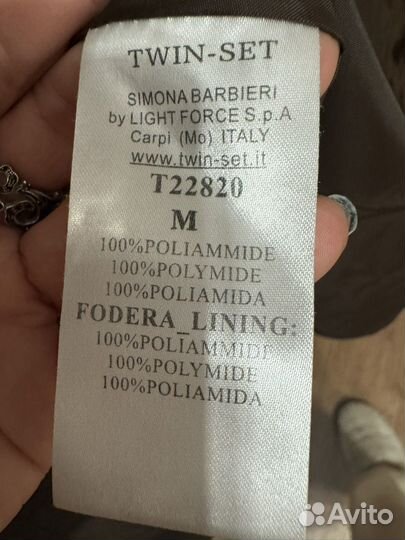 TWIN-SET
SIMONA BARBIERI
by LIGHT FORCE S.p.A
Carpi (Mo) ITALY
www.twin-set.it
T22820
M
100%POLIAMMIDE
100%POLYMIDE
100%POLIAMIDA
FODERA_LINING:
100%POLIAMMIDE
100%POLYMIDE
100%POLIAMIDA
Avito